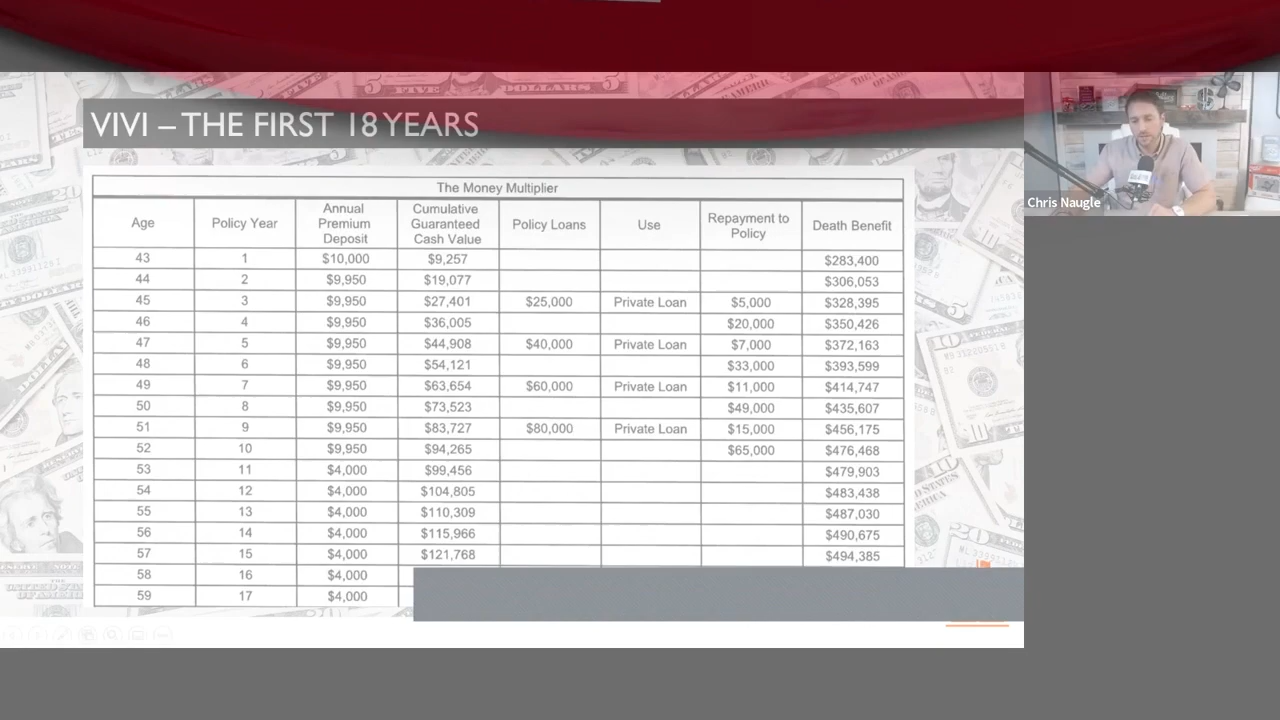 VIVI – THE FIRST 18 YEARS
The Money Multiplier
Age Policy Year Annual Premium Deposit Cumulative Guaranteed Cash Value Policy Loans Use Repayment to Policy Death Benefit
43 1 $10,000 $9,257 $283,400
44 2 $9,950 $19,077 $306,053
45 3 $9,950 $27,401 $25,000 Private Loan $5,000 $328,395
46 4 $9,950 $36,005 $20,000 $350,426
47 5 $9,950 $44,908 $40,000 Private Loan $7,000 $372,163
48 6 $9,950 $54,121 $33,000 $393,599
49 7 $9,950 $63,654 $60,000 Private Loan $11,000 $414,747
50 8 $9,950 $73,523 $49,000 $435,607
51 9 $9,950 $83,727 $80,000 Private Loan $15,000 $456,175
52 10 $9,950 $94,265 $65,000 $476,468
53 11 $4,000 $99,456 $479,903
54 12 $4,000 $104,805 $483,438
55 13 $4,000 $110,309 $487,030
56 14 $4,000 $115,966 $490,675
57 15 $4,000 $121,768 $494,385
58 16 $4,000
59 17 $4,000
Chris Naugle
FIVE DOLLARS